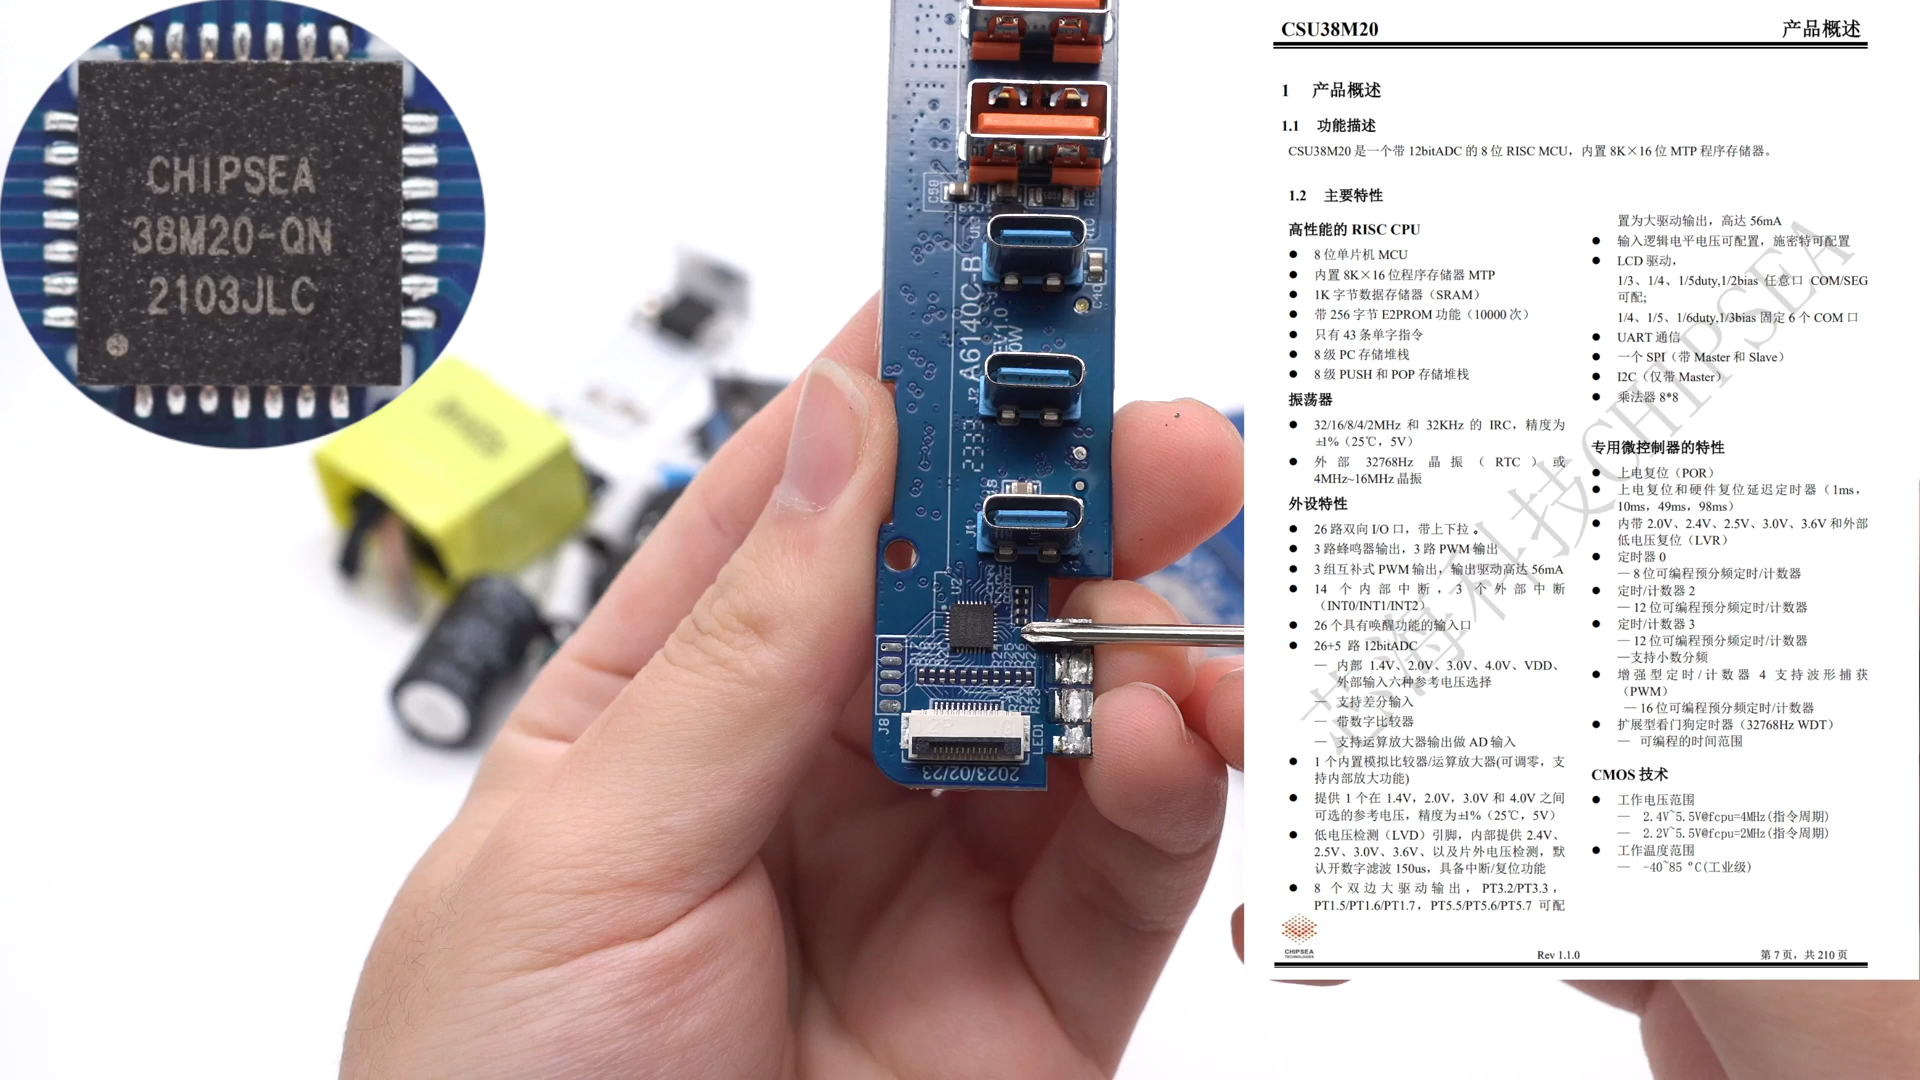 CHIPSEA
38M20-QN
2103JLC
A6140C-B
EV1.0
0W
J2
2333
J1
U2
J8
LED1
2023/02/23
C58
C40
CSU38M20
产品概述
1 产品概述
1.1 功能描述
CSU38M20 是一个带 12bitADC 的 8 位 RISC MCU，内置 8K×16 位 MTP 程序存储器。
1.2 主要特性
高性能的 RISC CPU
● 8 位单片机 MCU
● 内置 8K×16 位程序存储器 MTP
● 1K 字节数据存储器（SRAM）
● 带 256 字节 E2PROM 功能（10000 次）
● 只有 43 条单字指令
● 8 级 PC 存储堆栈
● 8 级 PUSH 和 POP 存储堆栈
振荡器
● 32/16/8/4/2MHz 和 32KHz 的 IRC，精度为
±1%（25℃，5V）
● 外部 32768Hz 晶振（RTC）或
4MHz~16MHz 晶振
外设特性
● 26 路双向 I/O 口，带上下拉 。
● 3 路蜂鸣器输出，3 路 PWM 输出
● 3 组互补式 PWM 输出，输出驱动高达 56mA
● 14 个内部中断，3 个外部中断
（INT0/INT1/INT2）
● 26 个具有唤醒功能的输入口
● 26+5 路 12bitADC
— 内部 1.4V、2.0V、3.0V、4.0V、VDD、
外部输入六种参考电压选择
— 支持差分输入
— 带数字比较器
— 支持运算放大器输出做 AD 输入
● 1 个内置模拟比较器/运算放大器(可调零，支
持内部放大功能)
● 提供 1 个在 1.4V，2.0V，3.0V 和 4.0V 之间
可选的参考电压，精度为±1%（25℃，5V）
● 低电压检测（LVD）引脚，内部提供 2.4V、
2.5V、3.0V、3.6V、以及片外电压检测，默
认开数字滤波 150us，具备中断/复位功能
● 8 个双边大驱动输出，PT3.2/PT3.3，
PT1.5/PT1.6/PT1.7，PT5.5/PT5.6/PT5.7 可配
置为大驱动输出，高达 56mA
● 输入逻辑电平电压可配置，施密特可配置
● LCD 驱动，
1/3、1/4、1/5duty,1/2bias 任意口 COM/SEG
可配;
1/4、1/5、1/6duty,1/3bias 固定 6 个 COM 口
● UART 通信
● 一个 SPI（带 Master 和 Slave）
● I2C（仅带 Master）
● 乘法器 8*8
专用微控制器的特性
● 上电复位（POR）
● 上电复位和硬件复位延迟定时器（1ms，
10ms，49ms，98ms）
● 内带 2.0V、2.4V、2.5V、3.0V、3.6V 和外部
低电压复位（LVR）
● 定时器 0
— 8 位可编程预分频定时/计数器
● 定时/计数器 2
— 12 位可编程预分频定时/计数器
● 定时/计数器 3
— 12 位可编程预分频定时/计数器
—支持小数分频
● 增强型定时/计数器 4 支持波形捕获
（PWM）
— 16 位可编程预分频定时/计数器
● 扩展型看门狗定时器（32768Hz WDT）
— 可编程的时间范围
CMOS 技术
● 工作电压范围
— 2.4V~5.5V@fcpu=4MHz(指令周期)
— 2.2V~5.5V@fcpu=2MHz(指令周期)
● 工作温度范围
— -40~85 ºC(工业级)
芯海科技CHIPSEA
CHIPSEA
TECHNOLOGIES
Rev 1.1.0
第 7 页，共 210 页